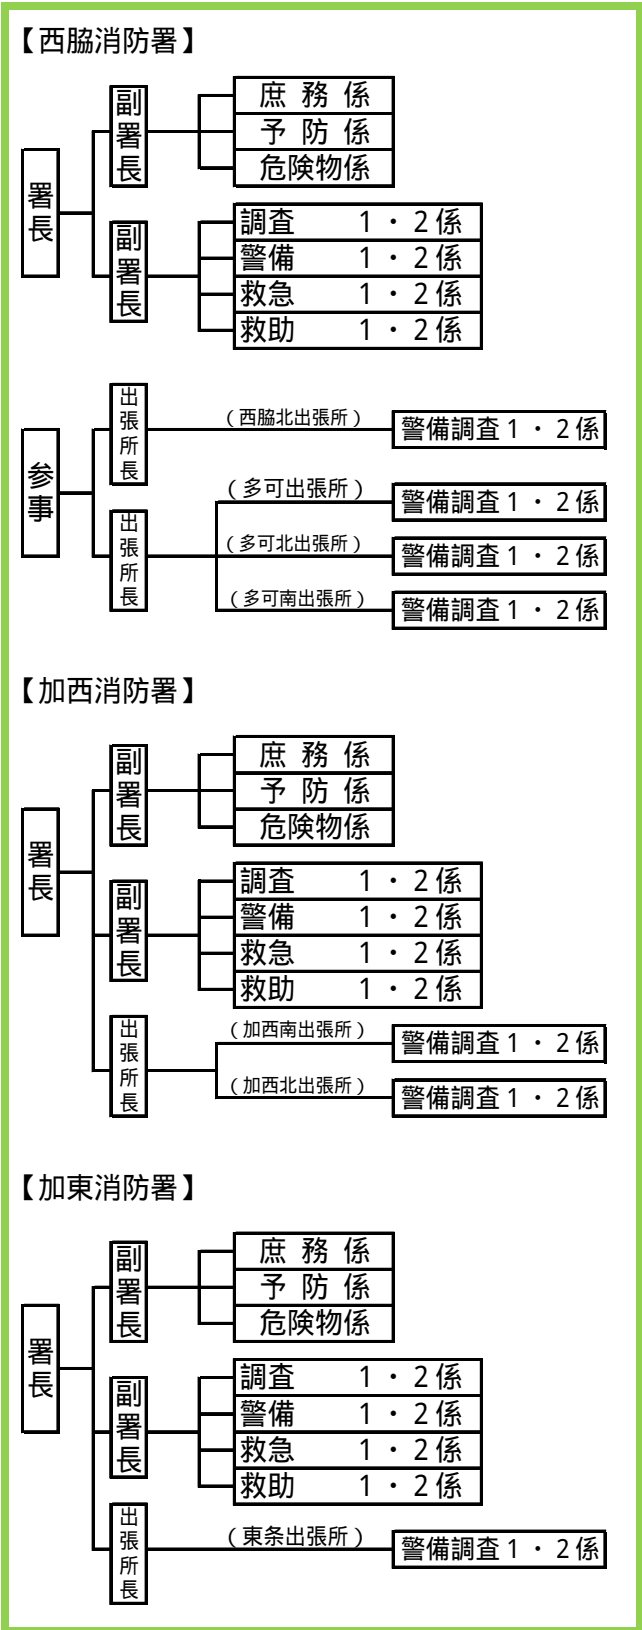 【西脇消防署】
署長
副署長
庶務係
予防係
危険物係
副署長
調査 1・2係
警備 1・2係
救急 1・2係
救助 1・2係
参事
出張所長
(西脇北出張所)
警備調査1・2係
出張所長
(多可出張所)
警備調査1・2係
(多可北出張所)
警備調査1・2係
(多可南出張所)
警備調査1・2係
【加西消防署】
署長
副署長
庶務係
予防係
危険物係
副署長
調査 1・2係
警備 1・2係
救急 1・2係
救助 1・2係
出張所長
(加西南出張所)
警備調査1・2係
(加西北出張所)
警備調査1・2係
【加東消防署】
署長
副署長
庶務係
予防係
危険物係
副署長
調査 1・2係
警備 1・2係
救急 1・2係
救助 1・2係
出張所長
(東条出張所)
警備調査1・2係